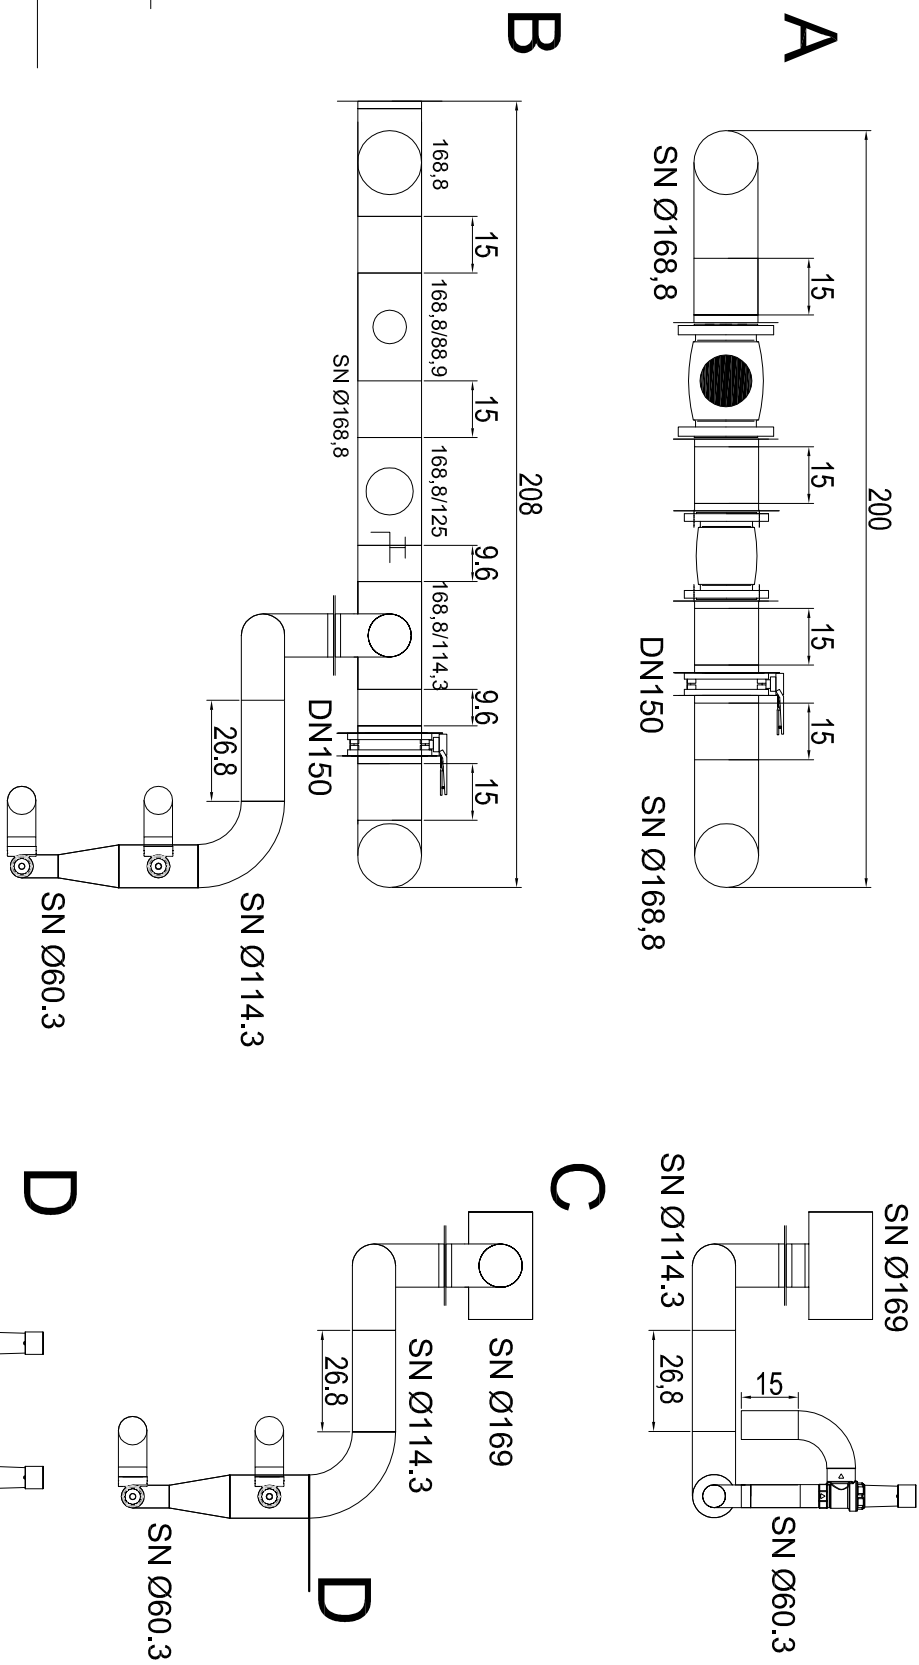 A
200
SN Ø168,8
15
15
15
15
DN150
SN Ø168,8
B
208
168,8
15
168,8/88,9
15
168,8/125
9.6
168,8/114,3
9.6
15
SN Ø168,8
DN150
26.8
SN Ø114.3
SN Ø60.3
C
SN Ø169
SN Ø114.3
26,8
15
SN Ø60.3
SN Ø169
SN Ø114.3
26.8
SN Ø60.3
D
D